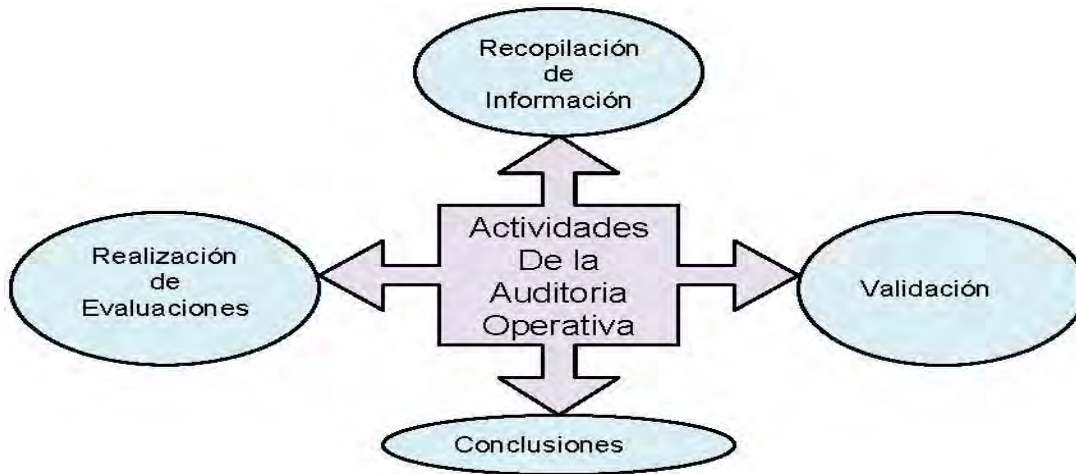 Recopilación
de
Información
Actividades
De la
Auditoria
Operativa
Realización
de
Evaluaciones
Validación
Conclusiones